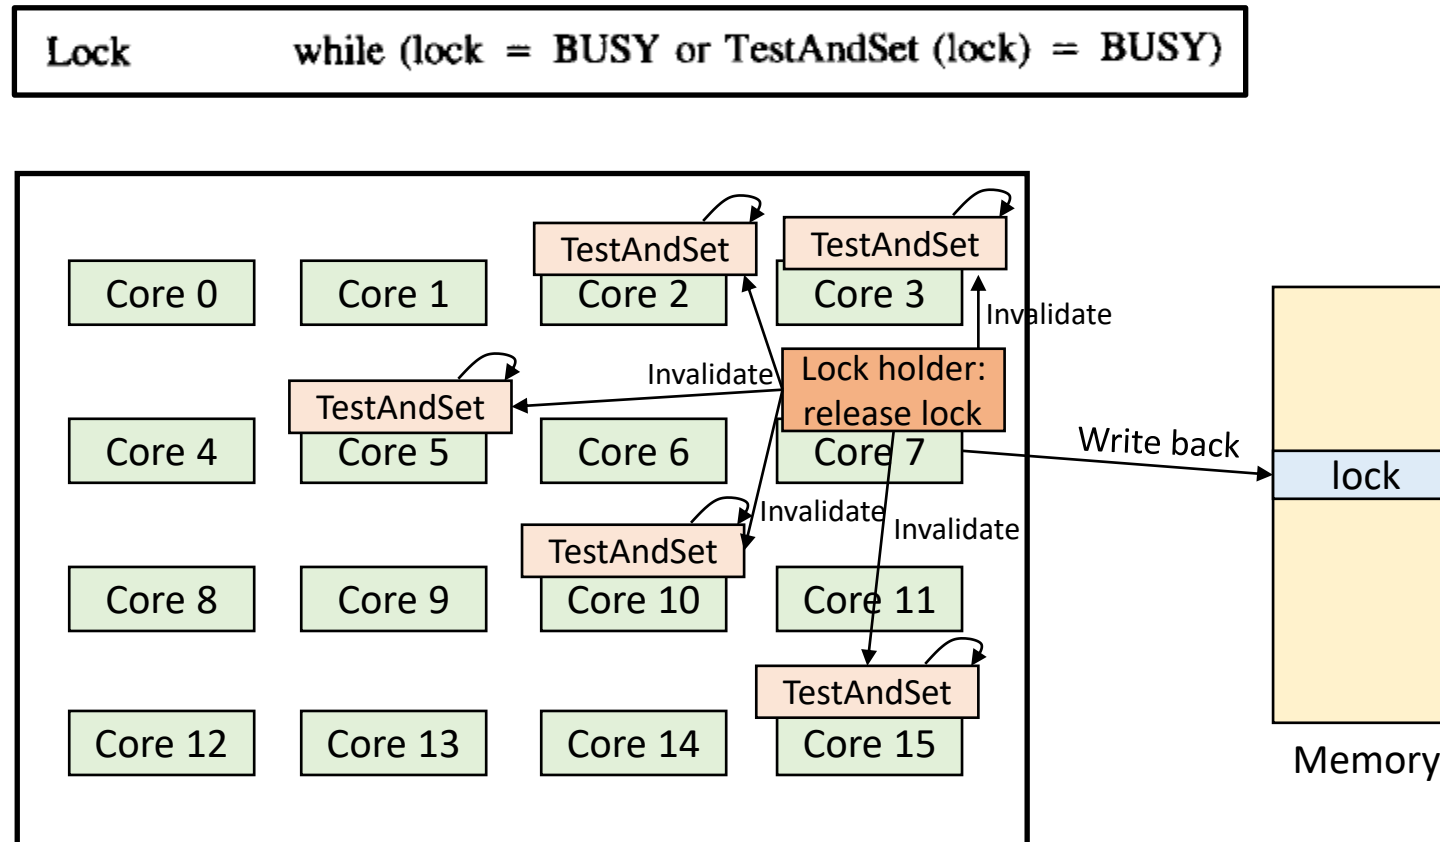 Lock while (lock = BUSY or TestAndSet (lock) = BUSY)
TestAndSet
TestAndSet
Core 0
Core 1
Core 2
Core 3
Invalidate
Invalidate
Lock holder:
release lock
TestAndSet
Core 4
Core 5
Core 6
Core 7
Write back
lock
Invalidate
Invalidate
TestAndSet
Core 8
Core 9
Core 10
Core 11
TestAndSet
Core 12
Core 13
Core 14
Core 15
Memory